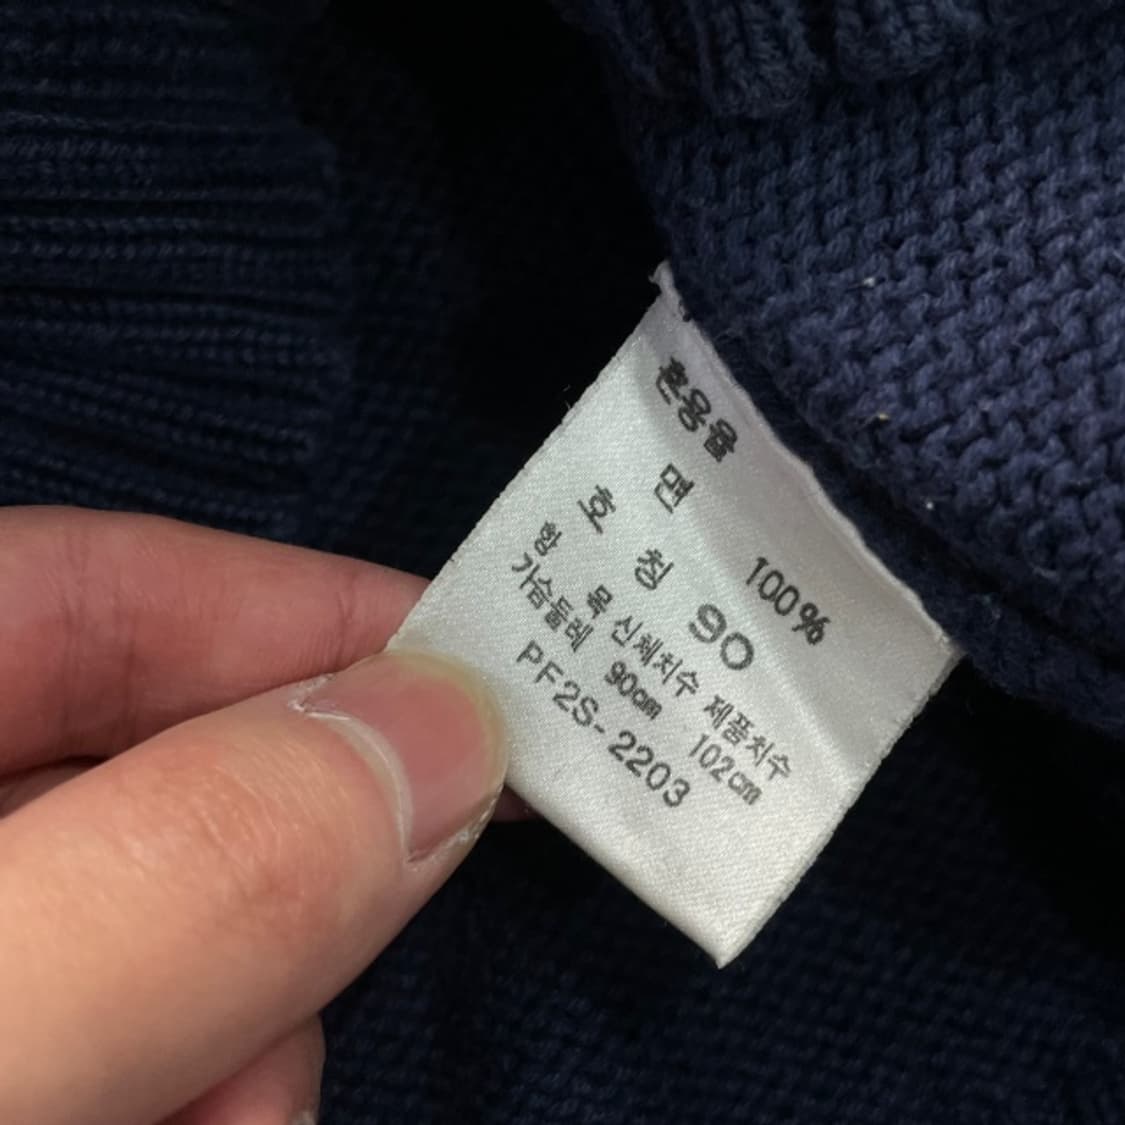 혼용율
면 100%
호 칭 90
항 목 신체치수 제품치수
가슴둘레 90cm 102cm
PF2S-2203